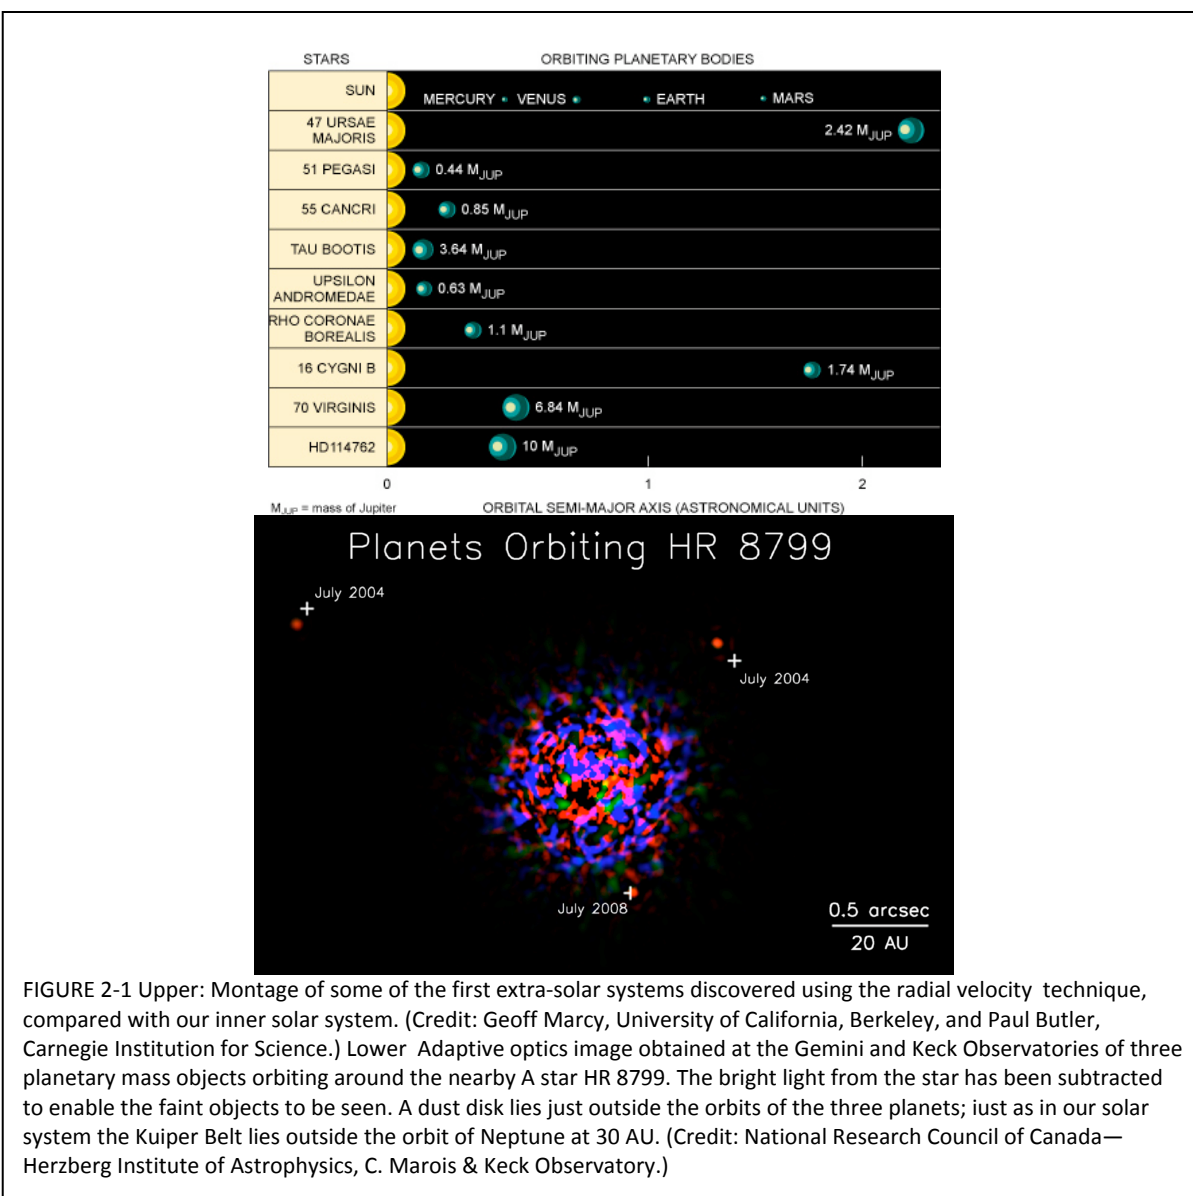 STARS ORBITING PLANETARY BODIES
SUN MERCURY VENUS EARTH MARS
47 URSAE
MAJORIS 2.42 MJUP
51 PEGASI 0.44 MJUP
55 CANCRI 0.85 MJUP
TAU BOOTIS 3.64 MJUP
UPSILON
ANDROMEDAE 0.63 MJUP
RHO CORONAE
BOREALIS 1.1 MJUP
16 CYGNI B 1.74 MJUP
70 VIRGINIS 6.84 MJUP
HD114762 10 MJUP
0 1 2
MJUP = mass of Jupiter ORBITAL SEMI-MAJOR AXIS (ASTRONOMICAL UNITS)
Planets Orbiting HR 8799
July 2004
July 2004
July 2008
0.5 arcsec
20 AU
FIGURE 2-1 Upper: Montage of some of the first extra-solar systems discovered using the radial velocity technique,
compared with our inner solar system. (Credit: Geoff Marcy, University of California, Berkeley, and Paul Butler,
Carnegie Institution for Science.) Lower Adaptive optics image obtained at the Gemini and Keck Observatories of three
planetary mass objects orbiting around the nearby A star HR 8799. The bright light from the star has been subtracted
to enable the faint objects to be seen. A dust disk lies just outside the orbits of the three planets; iust as in our solar
system the Kuiper Belt lies outside the orbit of Neptune at 30 AU. (Credit: National Research Council of Canada—
Herzberg Institute of Astrophysics, C. Marois & Keck Observatory.)